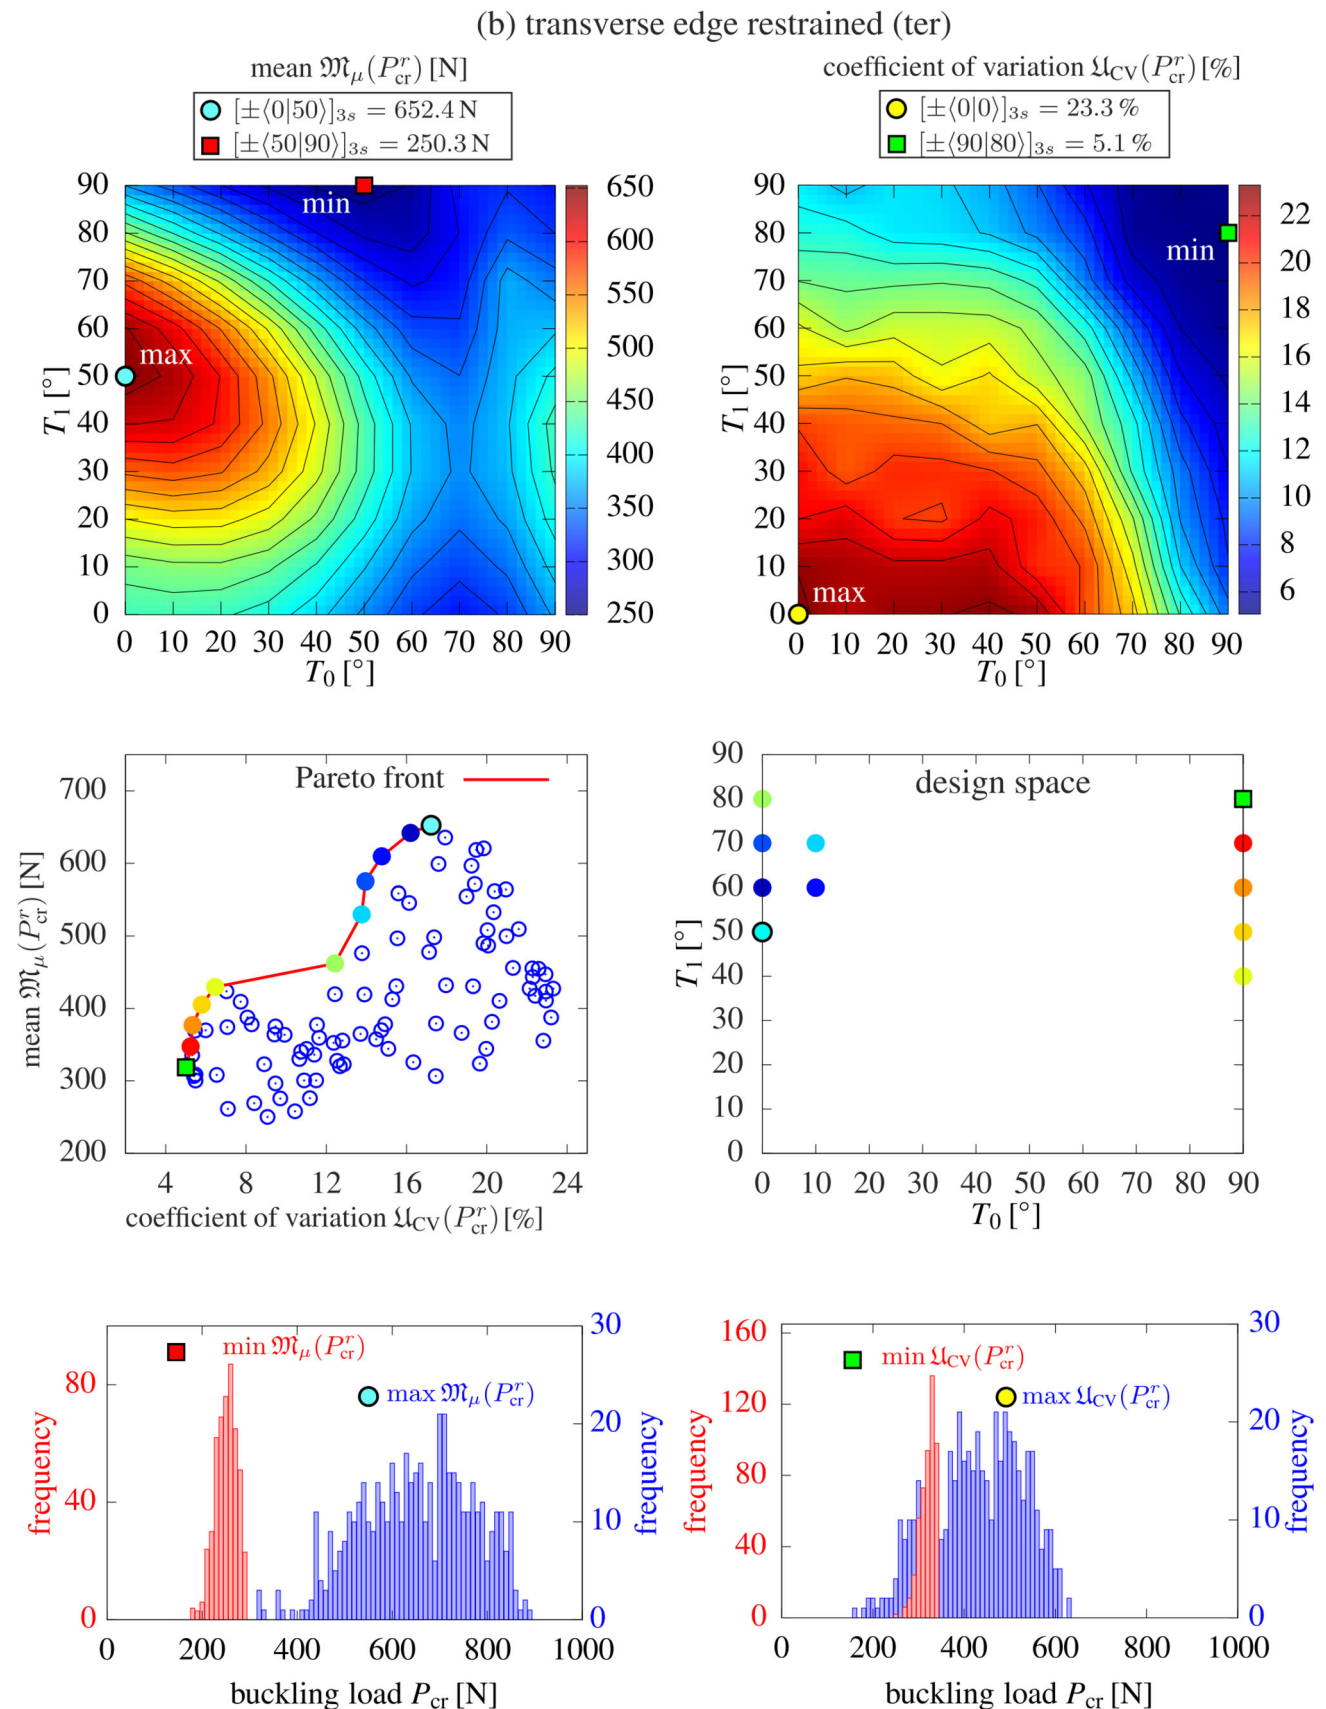 (b) transverse edge restrained (ter)
mean 𝔐μ(P^r_cr) [N]
[±⟨0|50⟩]3s = 652.4 N
[±⟨50|90⟩]3s = 250.3 N
coefficient of variation 𝔘CV(P^r_cr) [%]
[±⟨0|0⟩]3s = 23.3 %
[±⟨90|80⟩]3s = 5.1 %
90
80
70
60
50
40
30
20
10
0
T1 [°]
min
max
0 10 20 30 40 50 60 70 80 90
T0 [°]
650
600
550
500
450
400
350
300
250
90
80
70
60
50
40
30
20
10
0
T1 [°]
min
max
0 10 20 30 40 50 60 70 80 90
T0 [°]
22
20
18
16
14
12
10
8
6
700
600
500
400
300
200
mean 𝔐μ(P^r_cr) [N]
Pareto front
4 8 12 16 20 24
coefficient of variation 𝔘CV(P^r_cr) [%]
90
80
70
60
50
40
30
20
10
0
T1 [°]
design space
0 10 20 30 40 50 60 70 80 90
T0 [°]
80
40
0
frequency
min 𝔐μ(P^r_cr)
max 𝔐μ(P^r_cr)
30
20
10
0
frequency
0 200 400 600 800 1000
buckling load Pcr [N]
160
120
80
40
0
frequency
min 𝔘CV(P^r_cr)
max 𝔘CV(P^r_cr)
30
20
10
0
frequency
0 200 400 600 800 1000
buckling load Pcr [N]